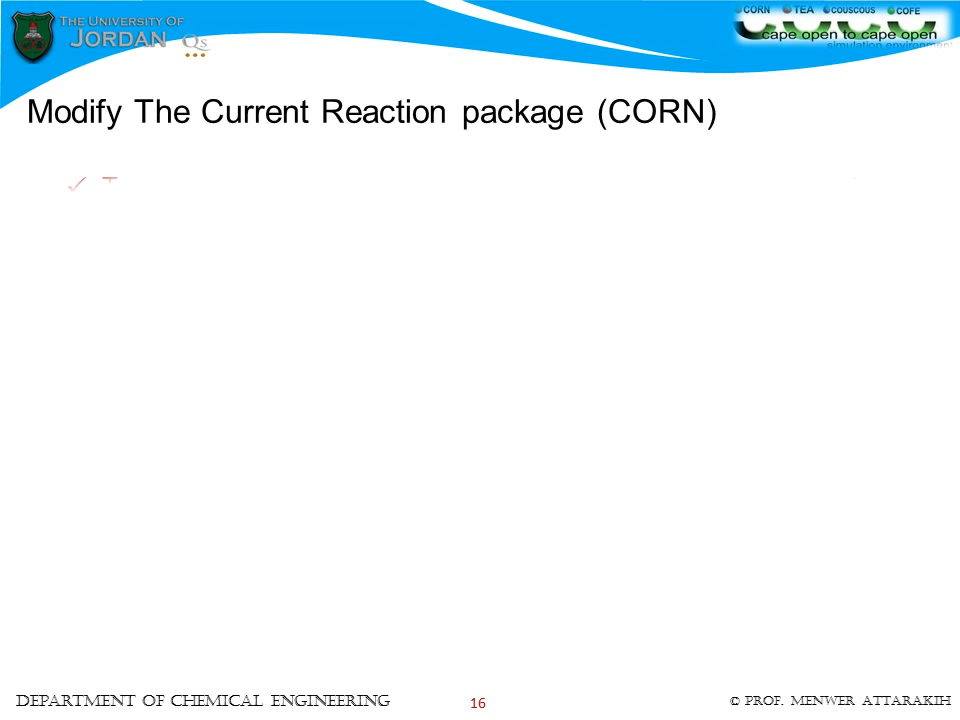 THE UNIVERSITY OF
JORDAN
QS
CORN TEA COUSCOUS COFE
cape open to cape open
simulation environment
Modify The Current Reaction package (CORN)
DEPARTMENT OF CHEMICAL ENGINEERING
16
© PROF. MENWER ATTARAKIH